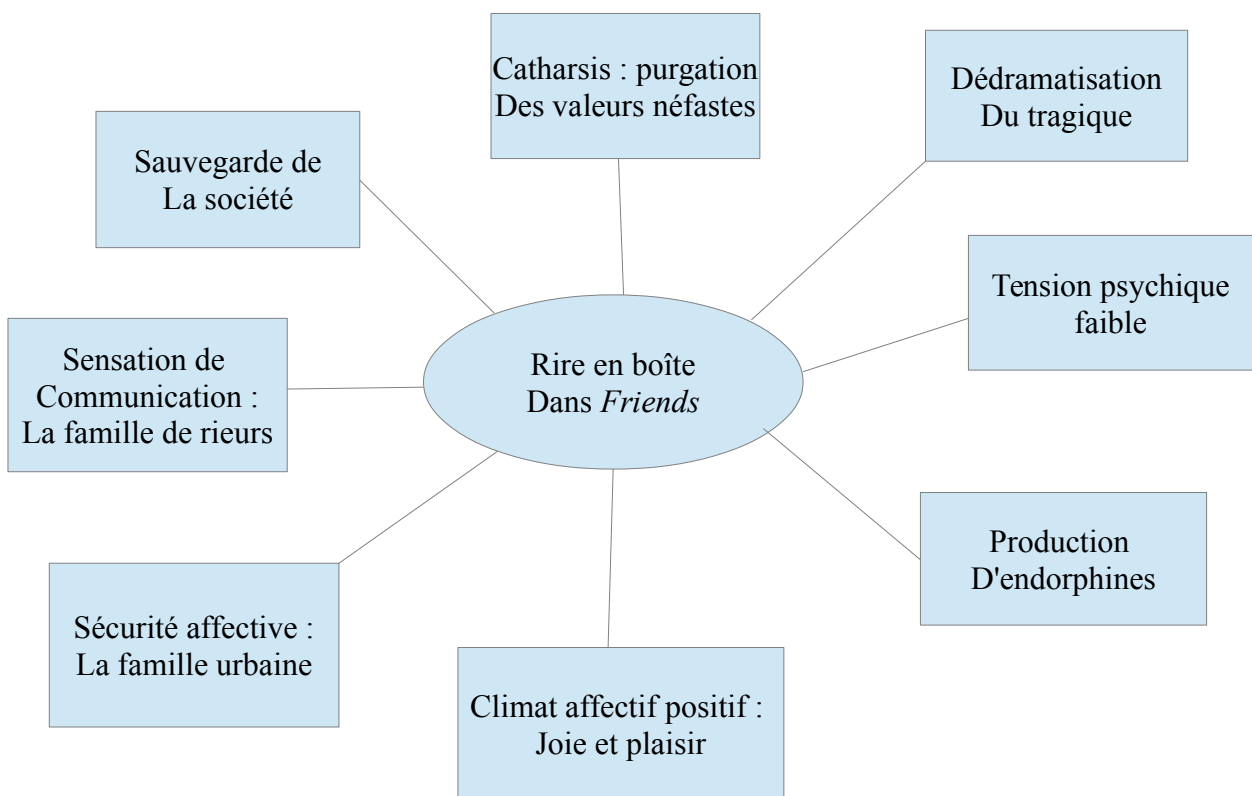 Catharsis : purgation
Des valeurs néfastes
Dédramatisation
Du tragique
Sauvegarde de
La société
Tension psychique
faible
Sensation de
Communication :
La famille de rieurs
Rire en boîte
Dans Friends
Production
D'endorphines
Sécurité affective :
La famille urbaine
Climat affectif positif :
Joie et plaisir